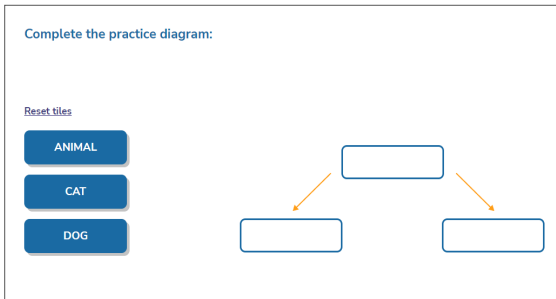 Complete the practice diagram:
Reset tiles
ANIMAL
CAT
DOG